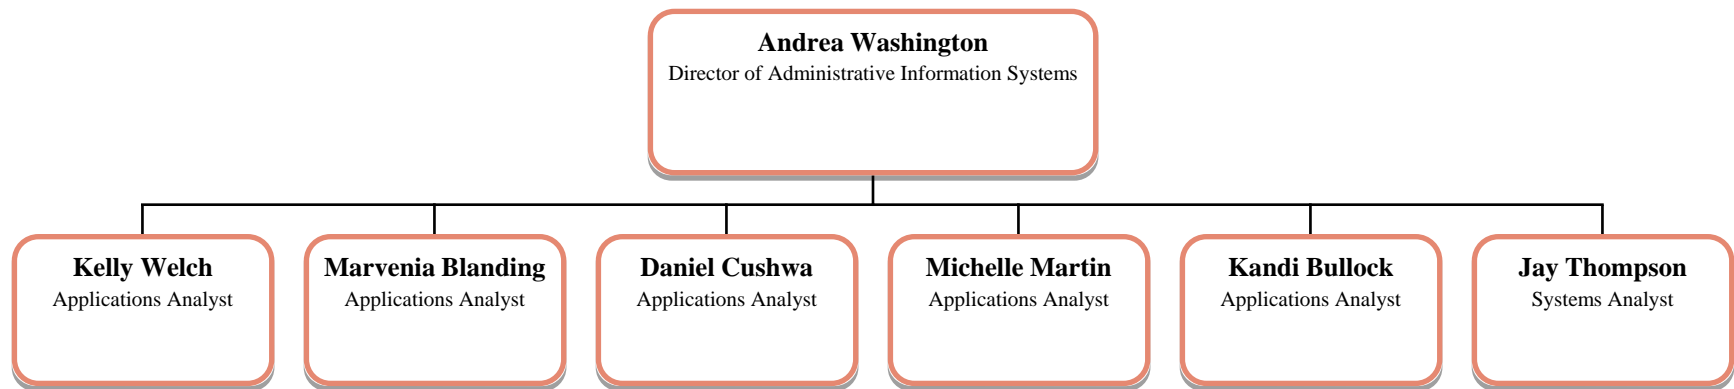 Andrea Washington
Director of Administrative Information Systems
Kelly Welch
Applications Analyst
Marvenia Blanding
Applications Analyst
Daniel Cushwa
Applications Analyst
Michelle Martin
Applications Analyst
Kandi Bullock
Applications Analyst
Jay Thompson
Systems Analyst